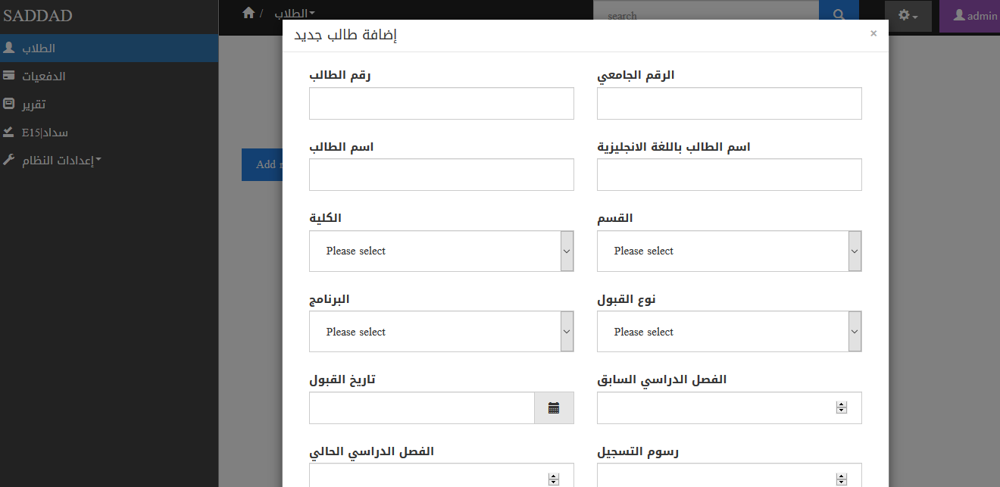 SADDAD
/ الطلاب
search
admin
الطلاب
الدفعيات
تقرير
سداد|E15
إعدادات النظام
Add
إضافة طالب جديد
×
رقم الطالب
الرقم الجامعي
اسم الطالب
اسم الطالب باللغة الانجليزية
الكلية
القسم
Please select
Please select
البرنامج
نوع القبول
Please select
Please select
تاريخ القبول
الفصل الدراسي السابق
الفصل الدراسي الحالي
رسوم التسجيل